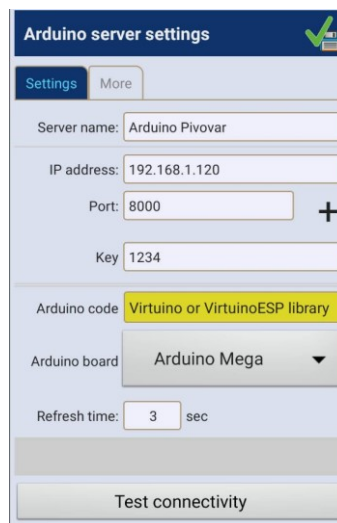 Arduino server settings
Settings More
Server name: Arduino Pivovar
IP address: 192.168.1.120
Port: 8000 +
Key 1234
Arduino code Virtuino or VirtuinoESP library
Arduino board Arduino Mega
Refresh time: 3 sec
Test connectivity